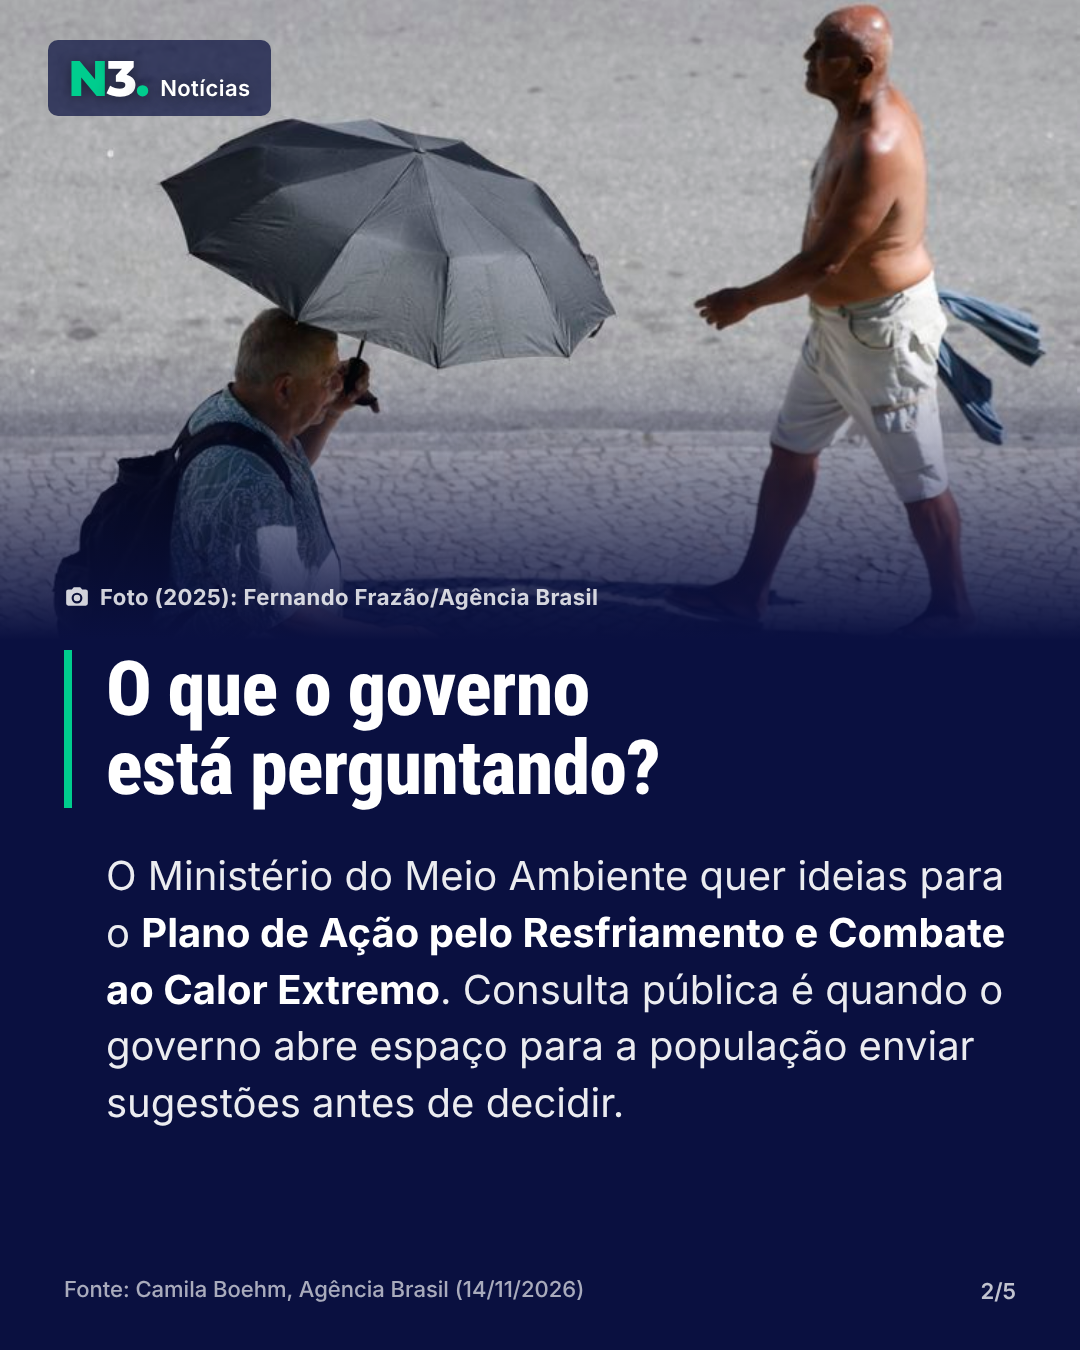 N3. Notícias
Foto (2025): Fernando Frazão/Agência Brasil
O que o governo
está perguntando?
O Ministério do Meio Ambiente quer ideias para
o Plano de Ação pelo Resfriamento e Combate
ao Calor Extremo. Consulta pública é quando o
governo abre espaço para a população enviar
sugestões antes de decidir.
Fonte: Camila Boehm, Agência Brasil (14/11/2026)
2/5